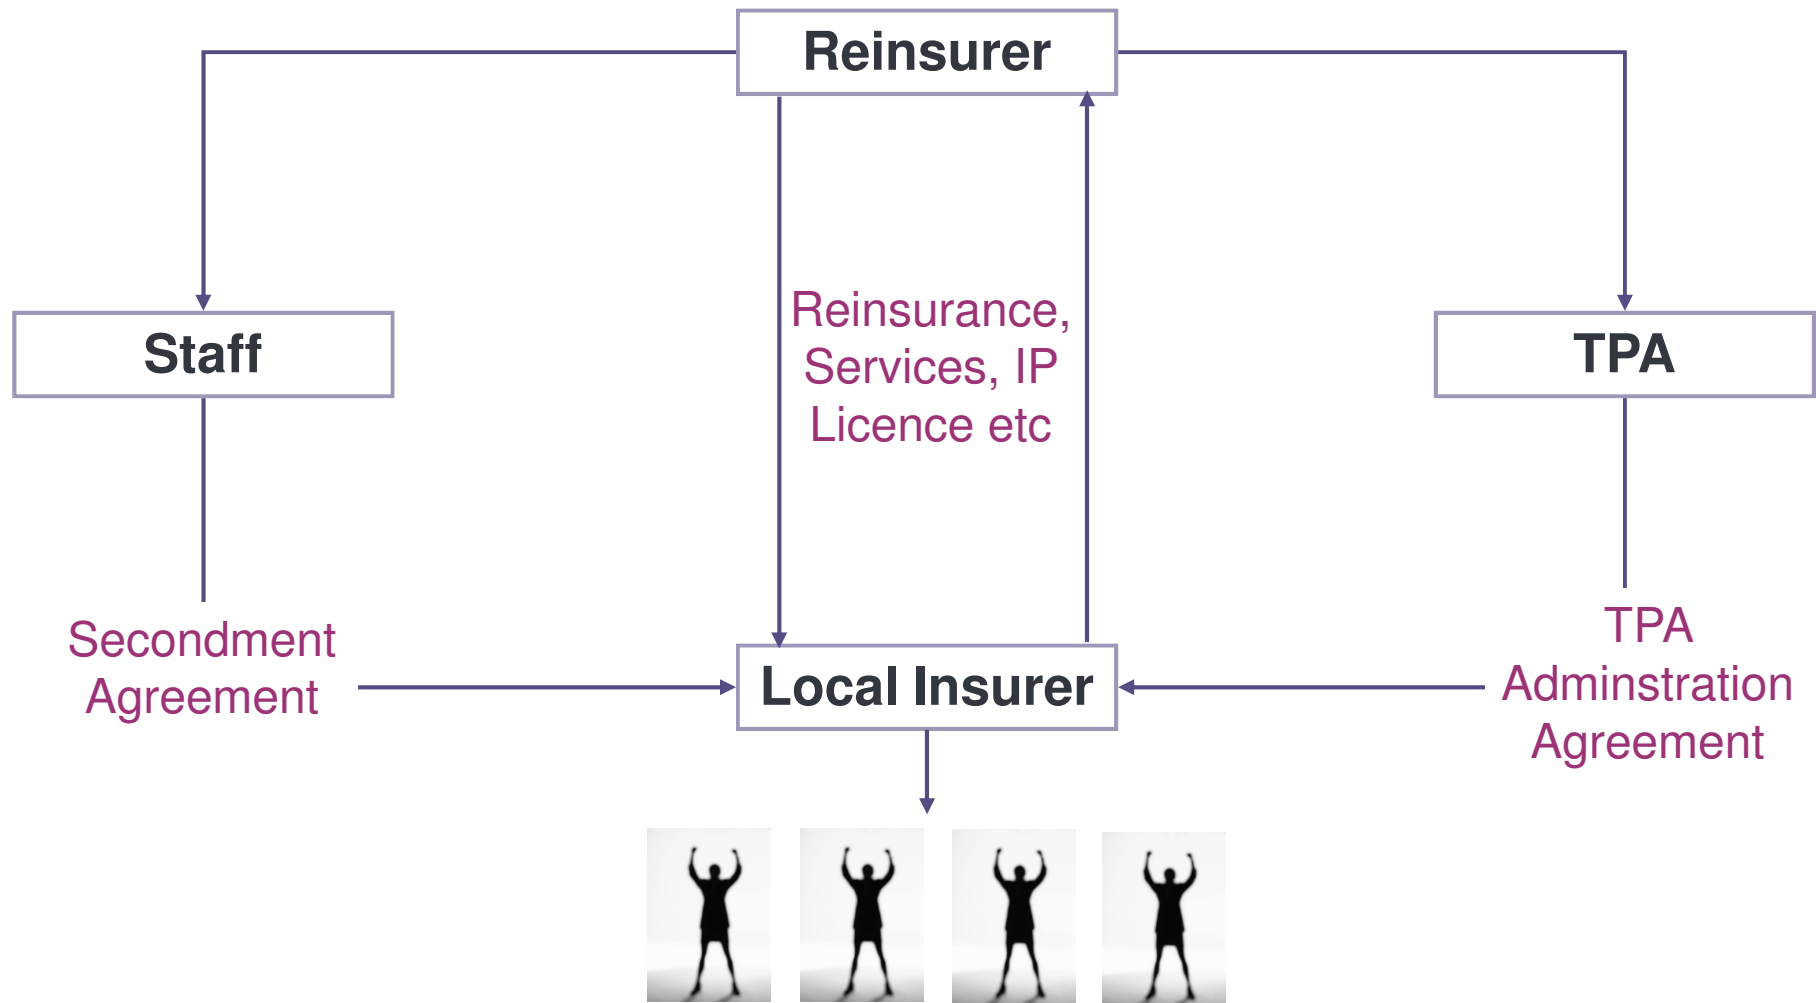 Reinsurer
Staff
Reinsurance,
Services, IP
Licence etc
TPA
Secondment
Agreement
Local Insurer
TPA
Adminstration
Agreement